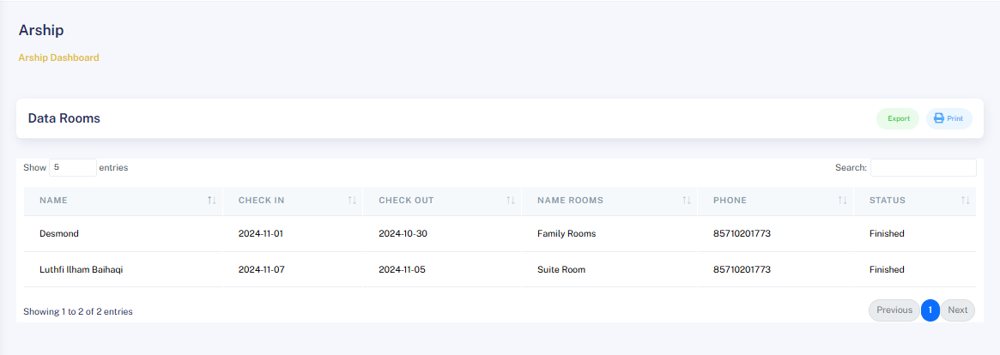 Arship
Arship Dashboard
Data Rooms Export Print
Show 5 entries Search:
NAME CHECK IN CHECK OUT NAME ROOMS PHONE STATUS
Desmond 2024-11-01 2024-10-30 Family Rooms 85710201773 Finished
Luthfi Ilham Baihaqi 2024-11-07 2024-11-05 Suite Room 85710201773 Finished
Showing 1 to 2 of 2 entries Previous 1 Next